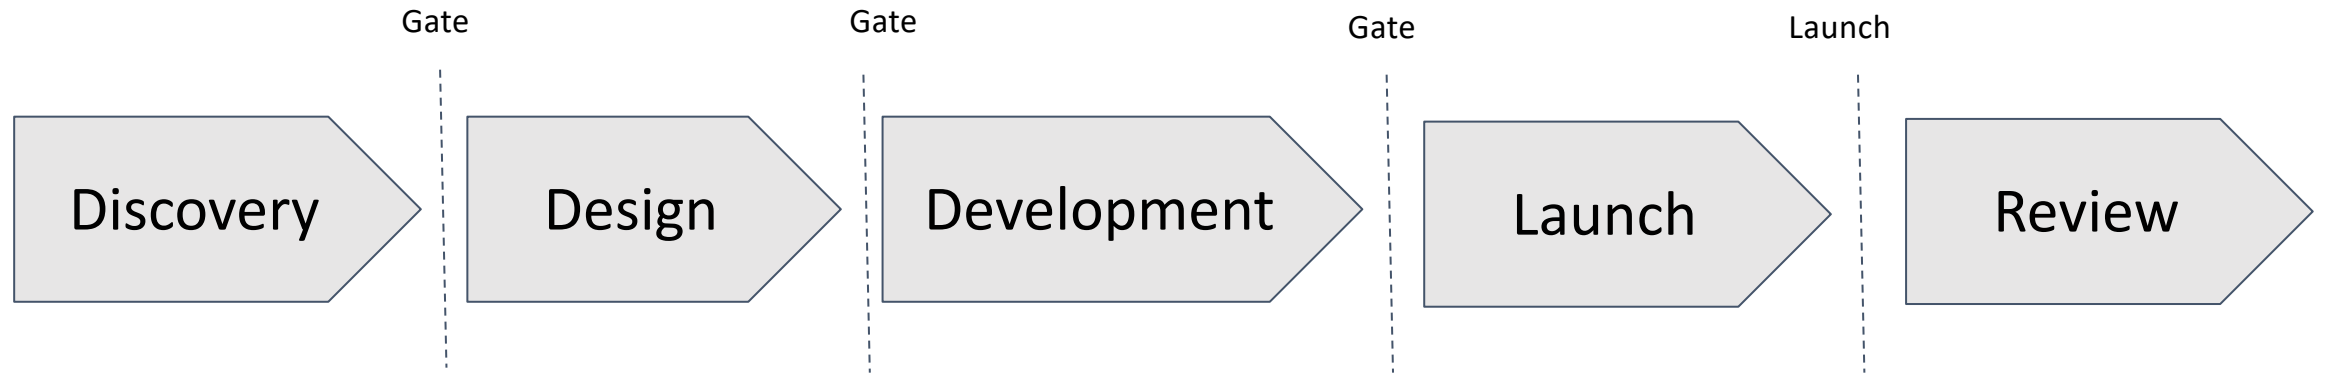 Gate
Gate
Gate
Launch
Discovery
Design
Development
Launch
Review